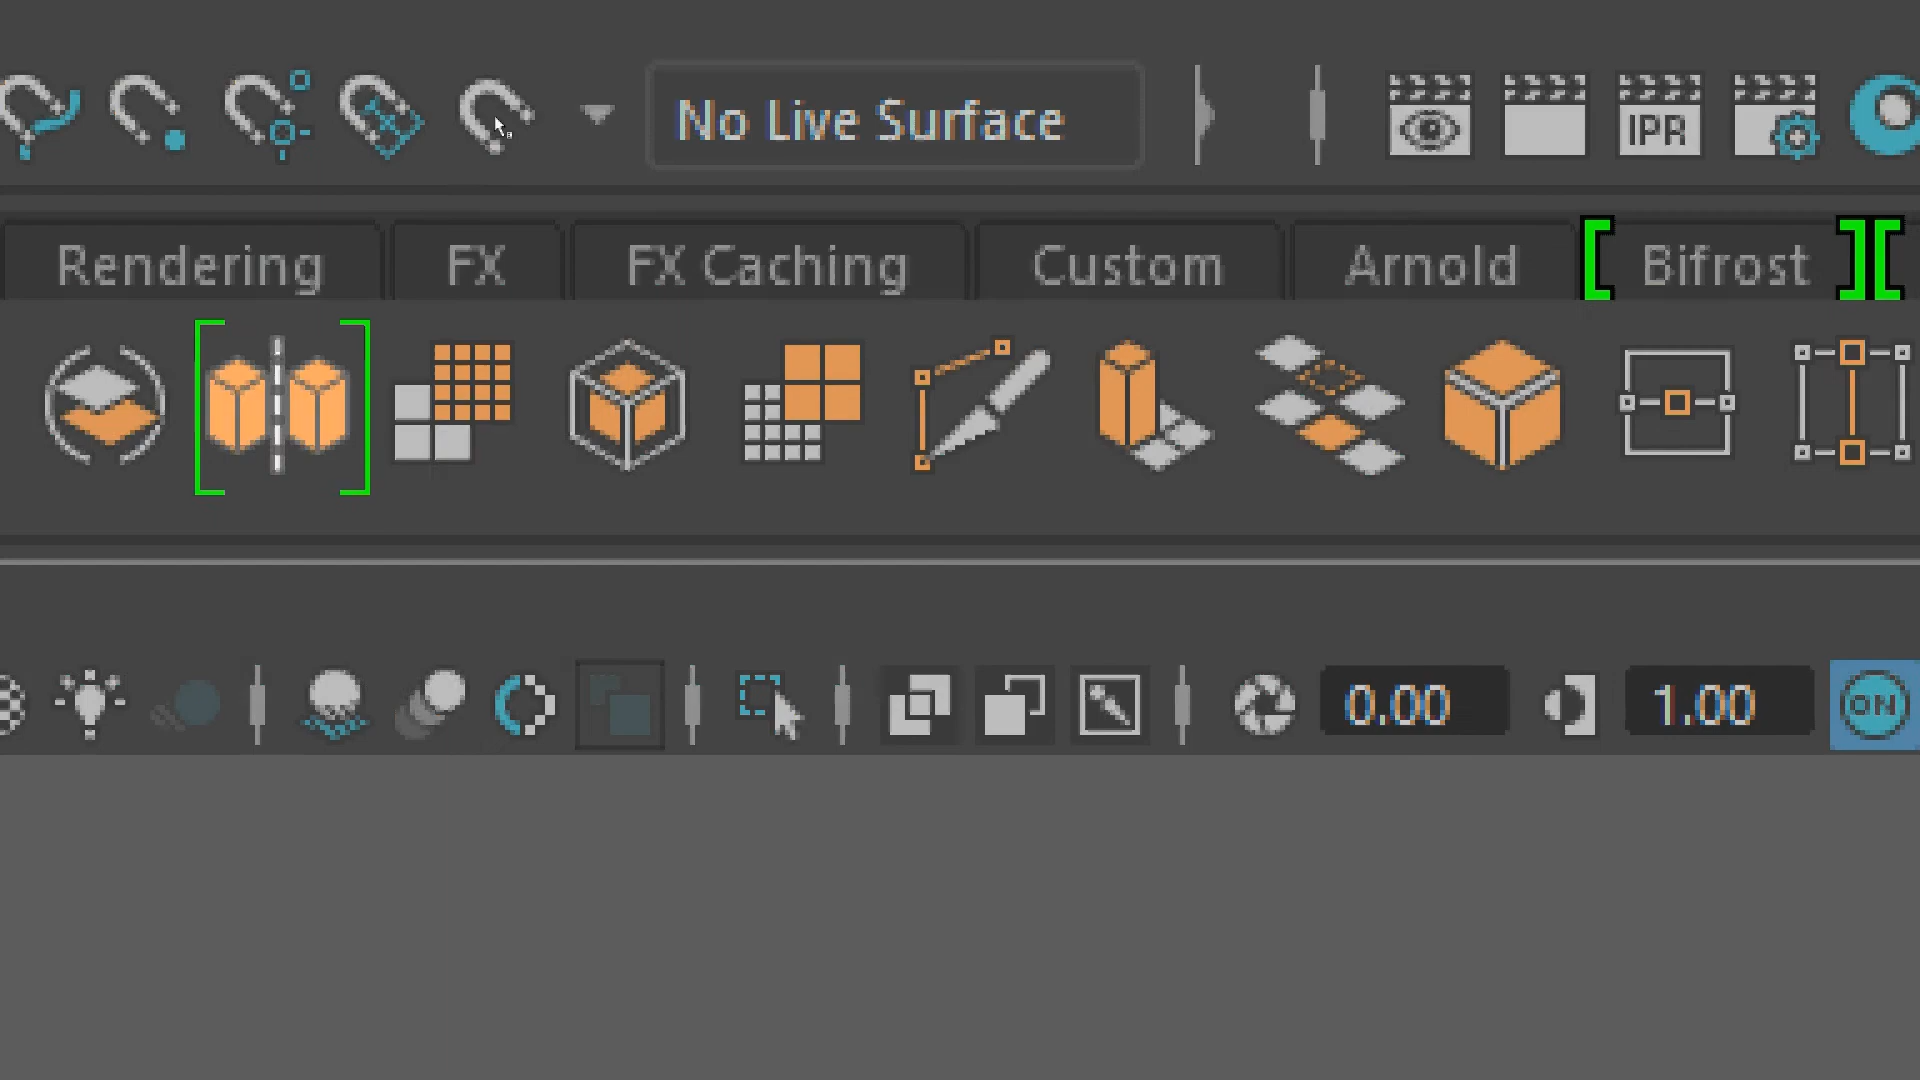 No Live Surface
IPR
Rendering FX FX Caching Custom Arnold Bifrost
0.00 1.00 ON